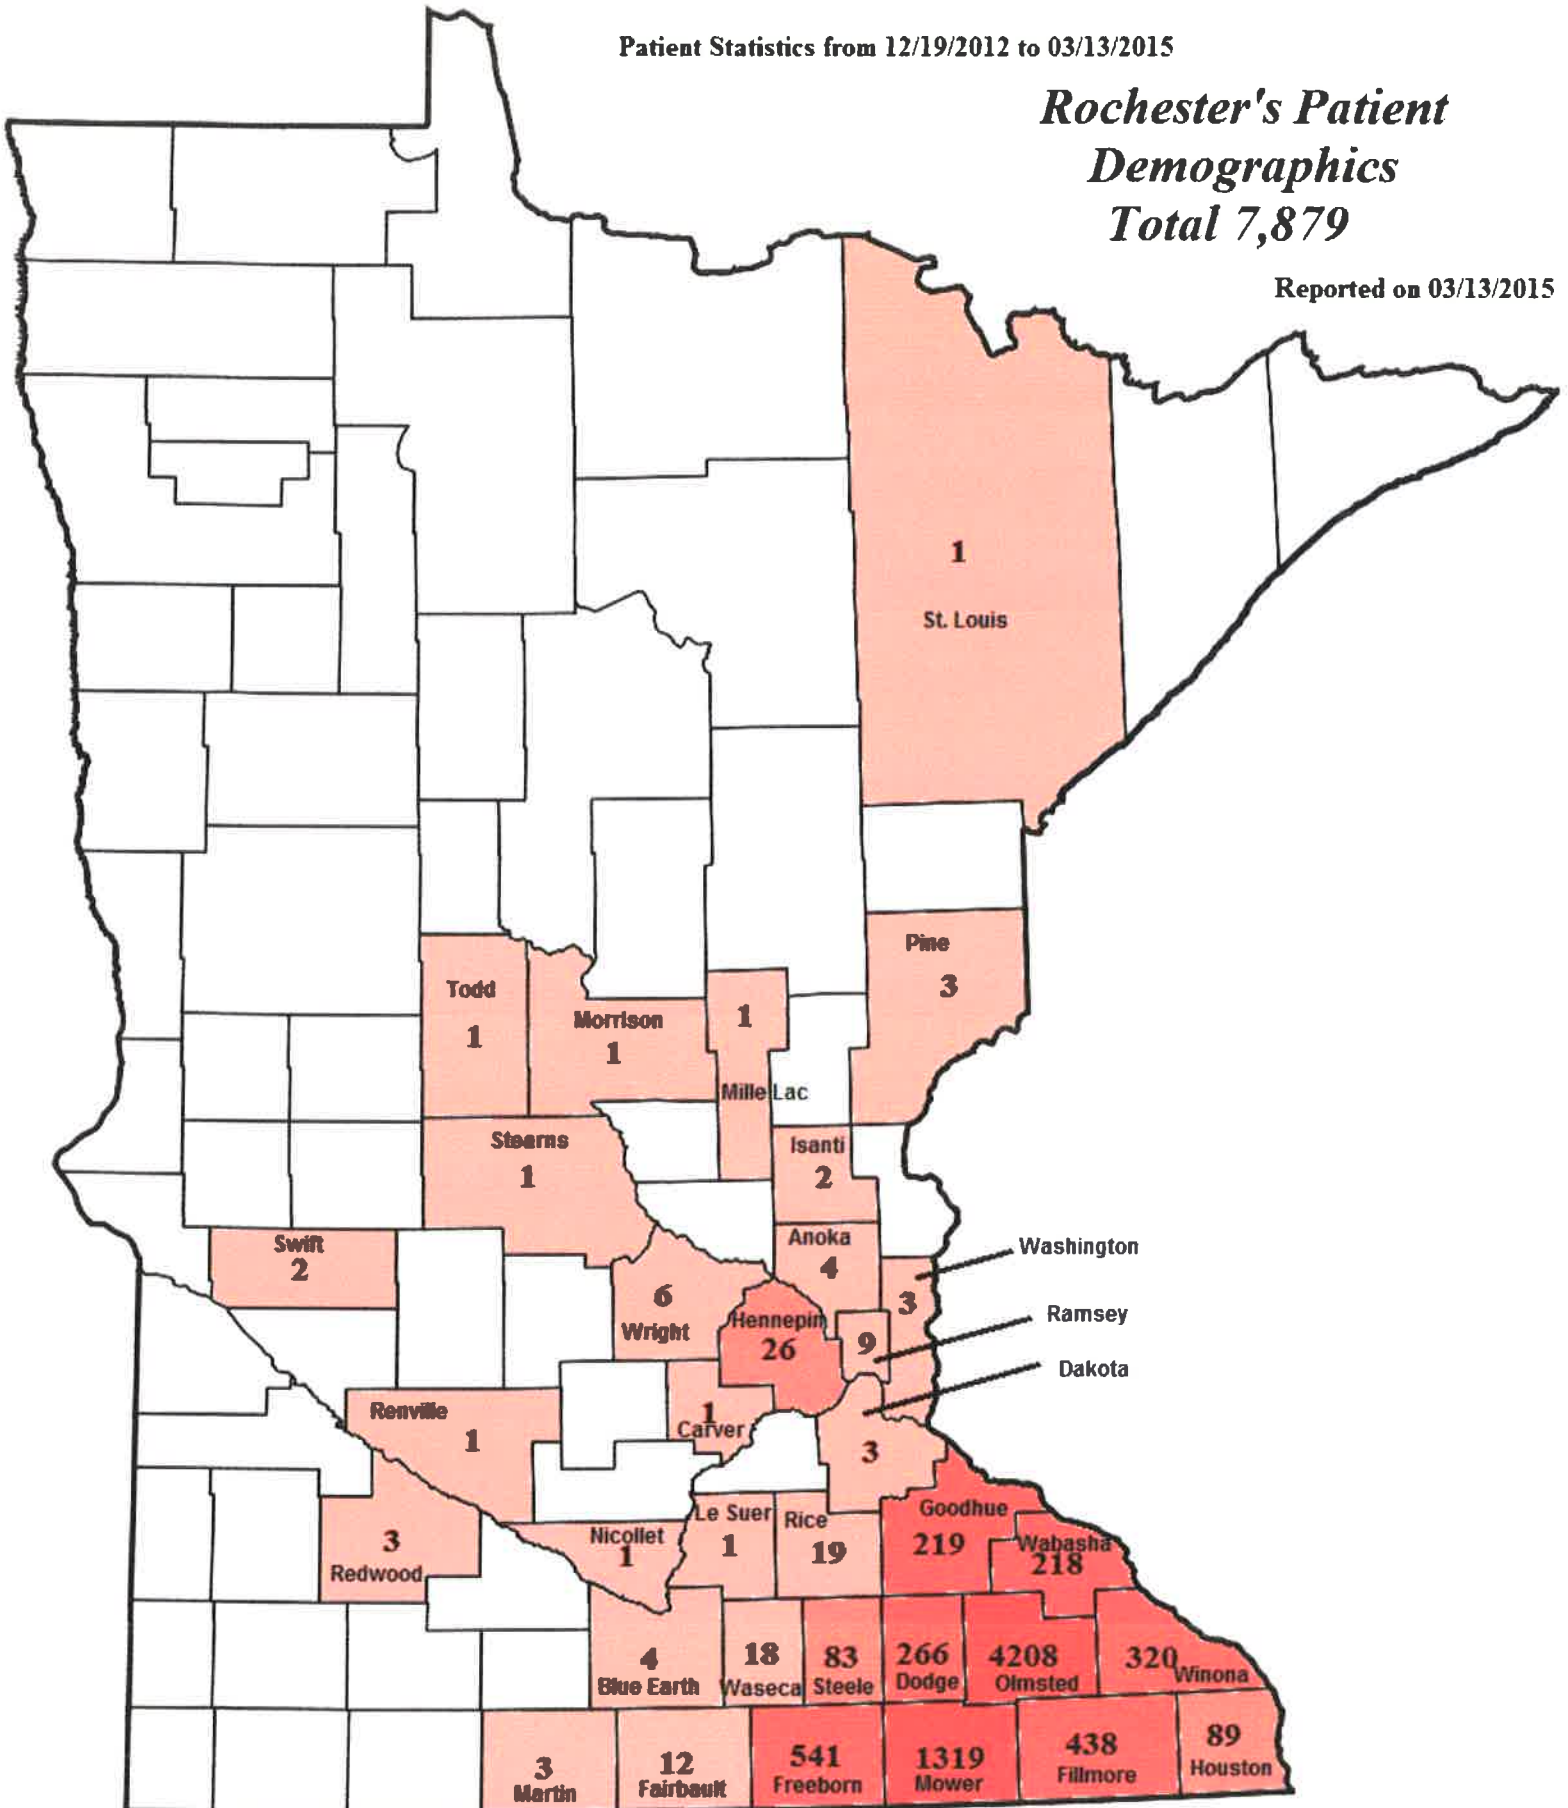 Patient Statistics from 12/19/2012 to 03/13/2015
Rochester's Patient
Demographics
Total 7,879
Reported on 03/13/2015
1
St. Louis
Pine
3
Todd
1
Morrison
1
1
Mille Lac
Stearns
1
Isanti
2
Swift
2
Anoka
4
Washington
3
6
Wright
Hennepin
26
Ramsey
9
Dakota
3
Renville
1
1
Carver
3
Redwood
Nicollet
1
Le Suer
1
Rice
19
Goodhue
219
Wabasha
218
4
Blue Earth
18
Waseca
83
Steele
266
Dodge
4208
Olmsted
320
Winona
3
Martin
12
Fairbault
541
Freeborn
1319
Mower
438
Fillmore
89
Houston